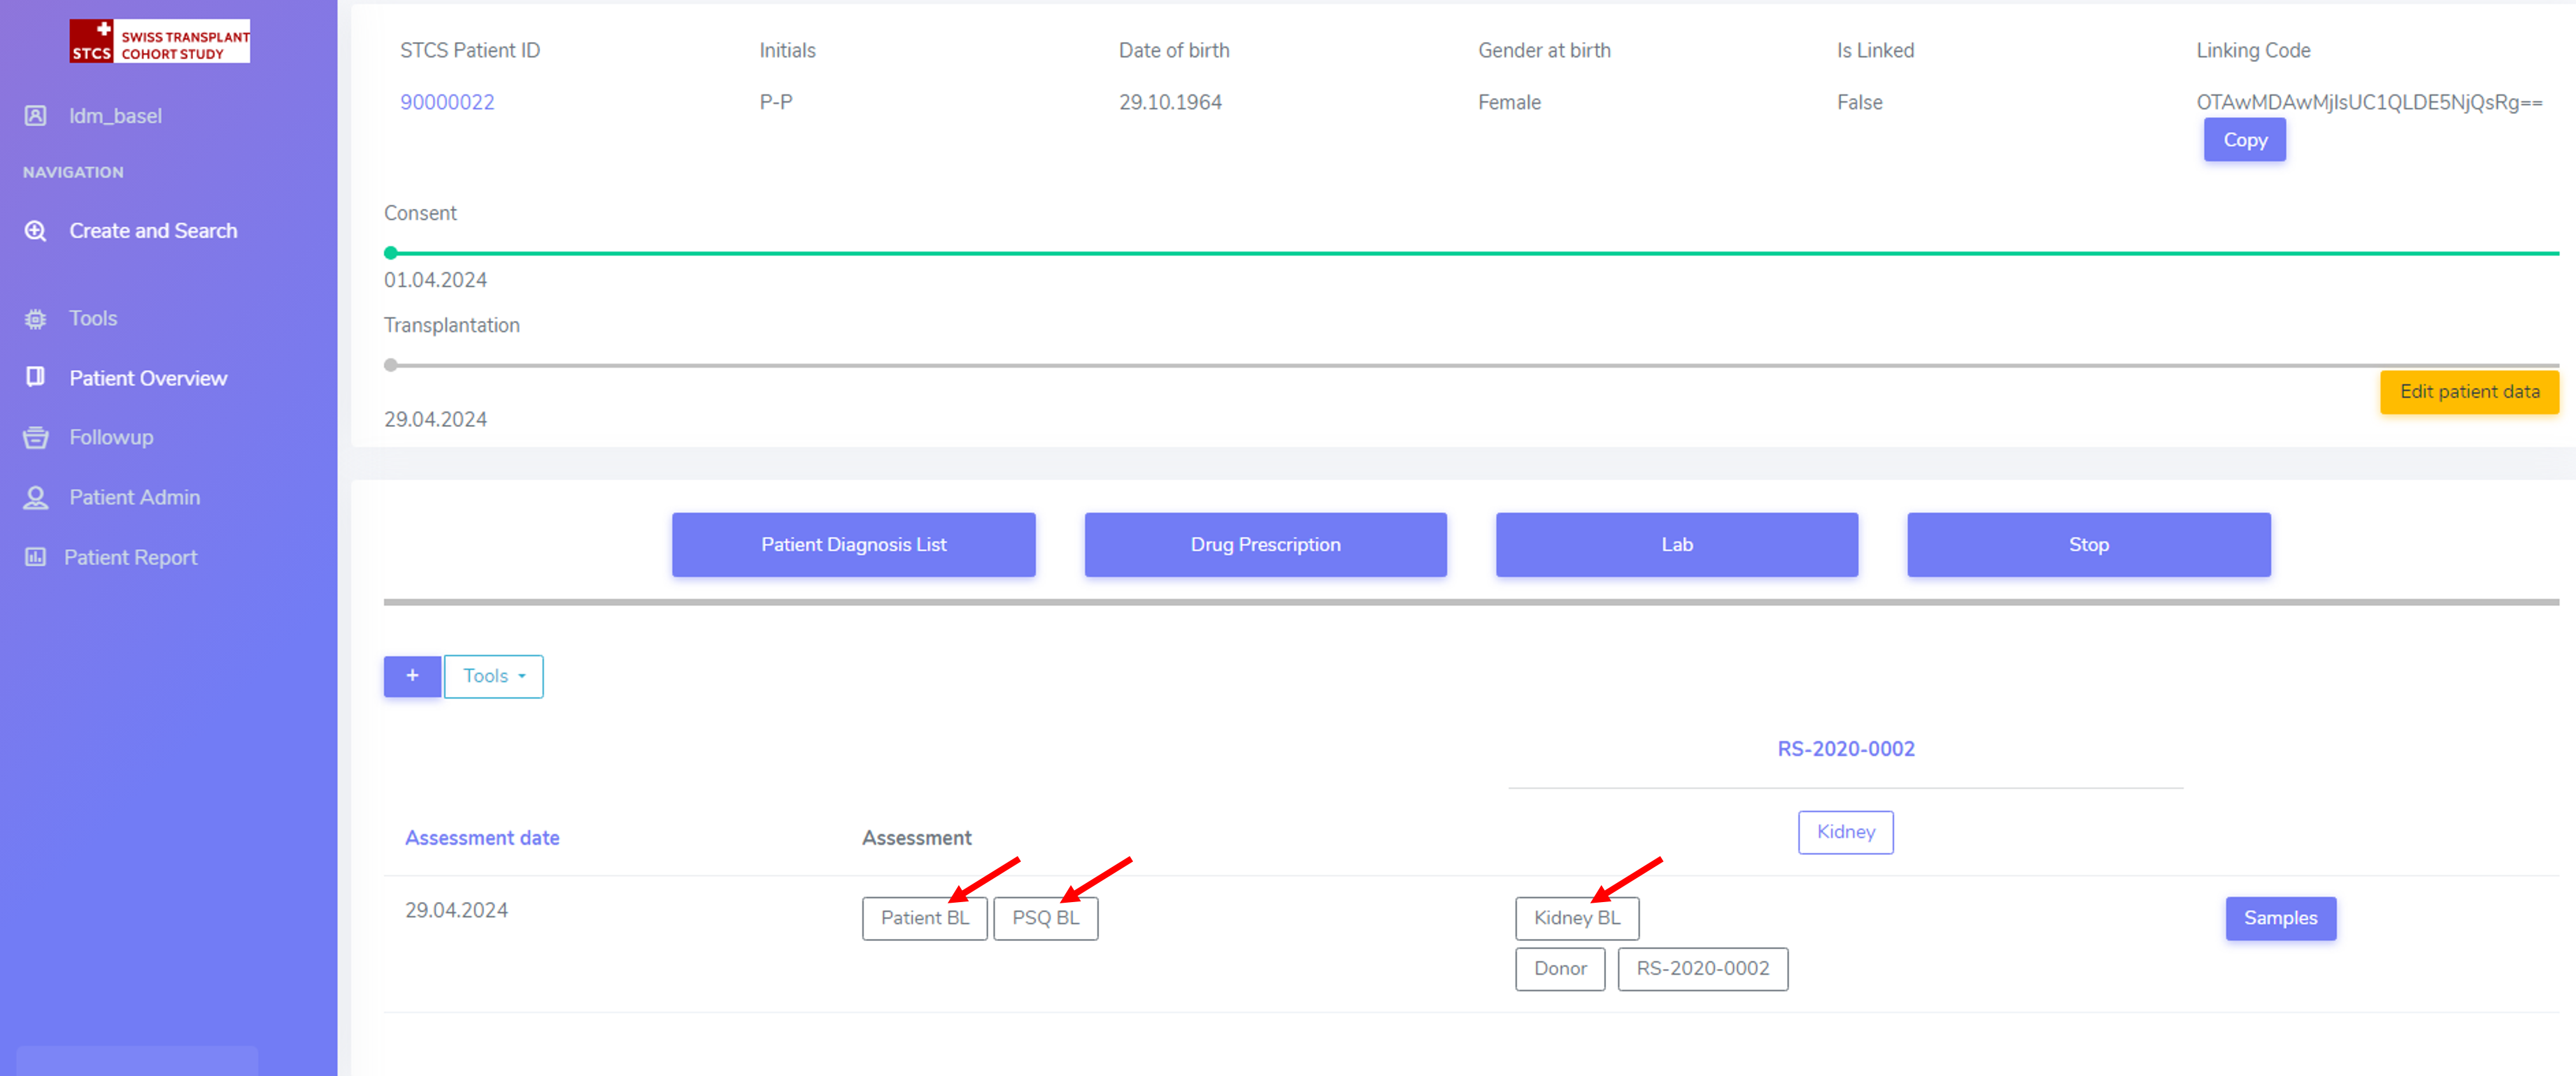 STCS
SWISS TRANSPLANT
COHORT STUDY
ldm_basel
NAVIGATION
Create and Search
Tools
Patient Overview
Followup
Patient Admin
Patient Report
STCS Patient ID
Initials
Date of birth
Gender at birth
Is Linked
Linking Code
90000022
P-P
29.10.1964
Female
False
OTAwMDAwMjIsUC1QLDE5NjQsRg==
Copy
Consent
01.04.2024
Transplantation
29.04.2024
Edit patient data
Patient Diagnosis List
Drug Prescription
Lab
Stop
+
Tools
RS-2020-0002
Assessment date
Assessment
Kidney
29.04.2024
Patient BL
PSQ BL
Kidney BL
Samples
Donor
RS-2020-0002